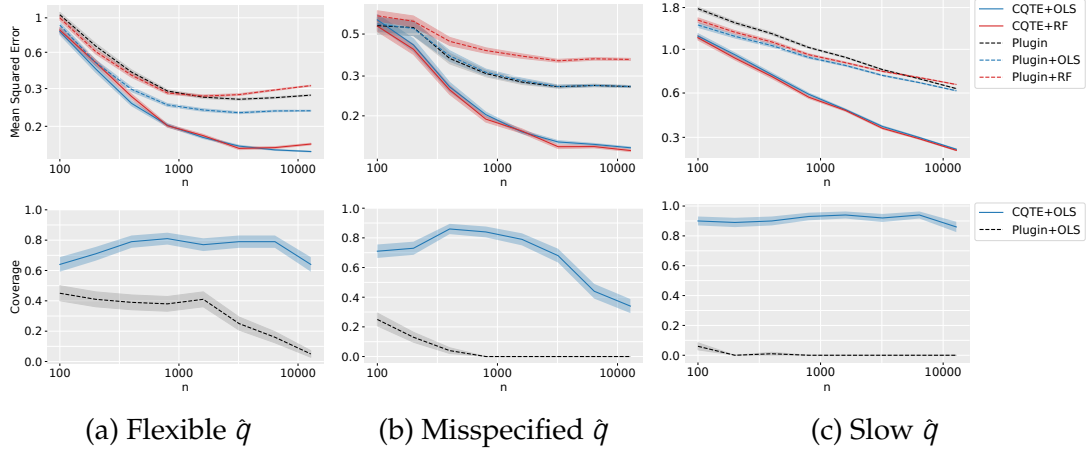 Mean Squared Error
1
0.6
0.3
0.2
100
1000
10000
n
0.5
0.3
0.2
100
1000
10000
n
1.8
1.0
0.6
0.3
100
1000
10000
n
CQTE+OLS
CQTE+RF
Plugin
Plugin+OLS
Plugin+RF
Coverage
1.0
0.8
0.6
0.4
0.2
0.0
100
1000
10000
n
1.0
0.8
0.6
0.4
0.2
0.0
100
1000
10000
n
1.0
0.8
0.6
0.4
0.2
0.0
100
1000
10000
n
CQTE+OLS
Plugin+OLS
(a) Flexible q̂
(b) Misspecified q̂
(c) Slow q̂